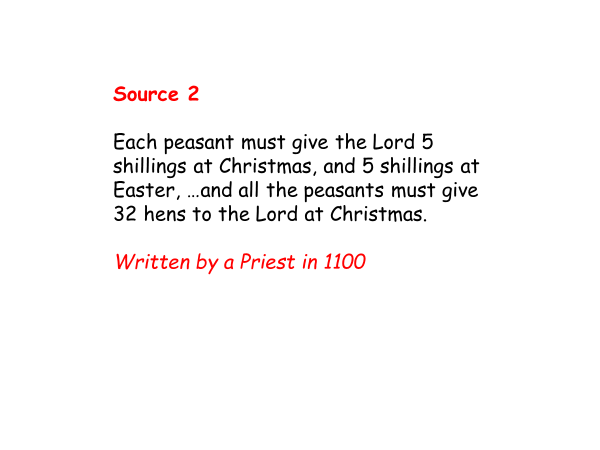 Source 2
Each peasant must give the Lord 5
shillings at Christmas, and 5 shillings at
Easter, …and all the peasants must give
32 hens to the Lord at Christmas.
Written by a Priest in 1100